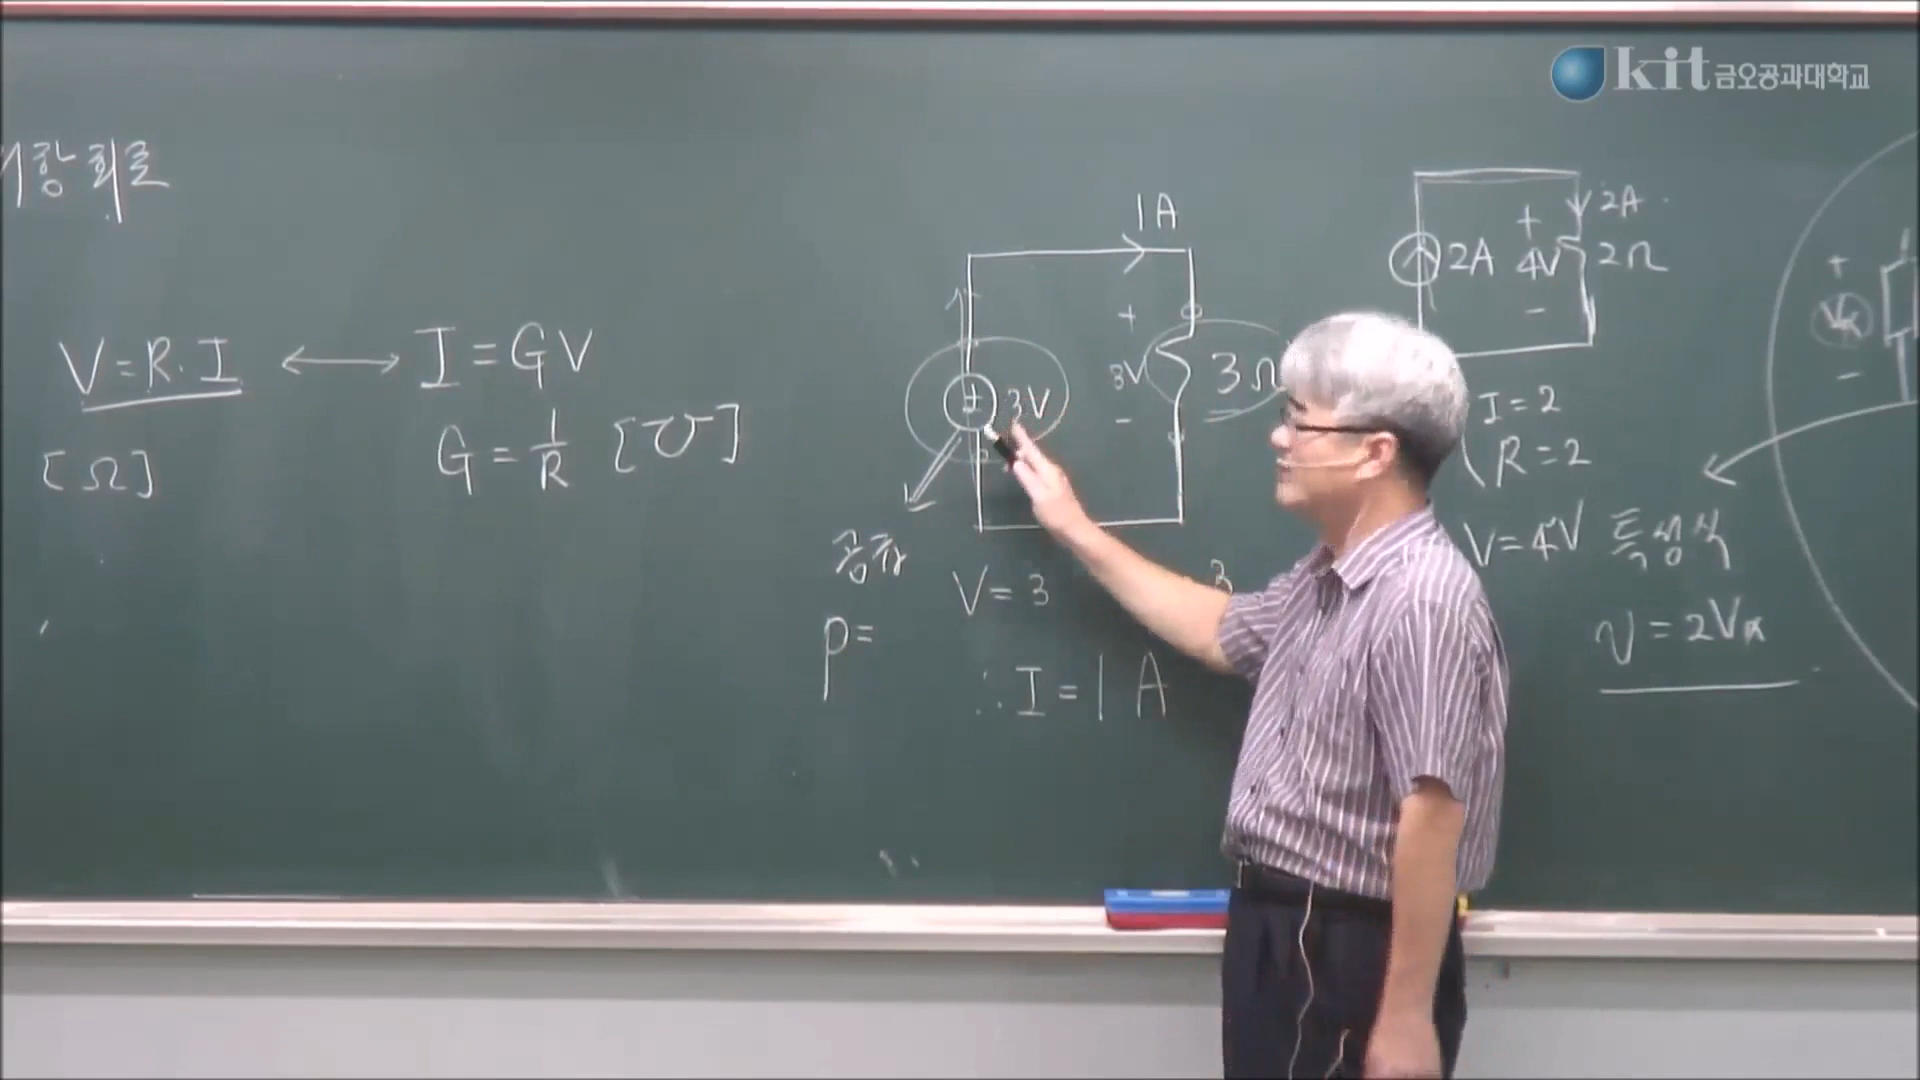 kit 금오공과대학교
저항 회로
V=R.I ⟷ I=GV
[Ω]
G=1/R [℧]
1A
± 3V
+
3V
-
3Ω
공급
p=
V=3
3
∴I=1A
2A
+
4V
-
2A
2Ω
I=2
R=2
V=4V
특성식
v=2Vx
+
Vx
-